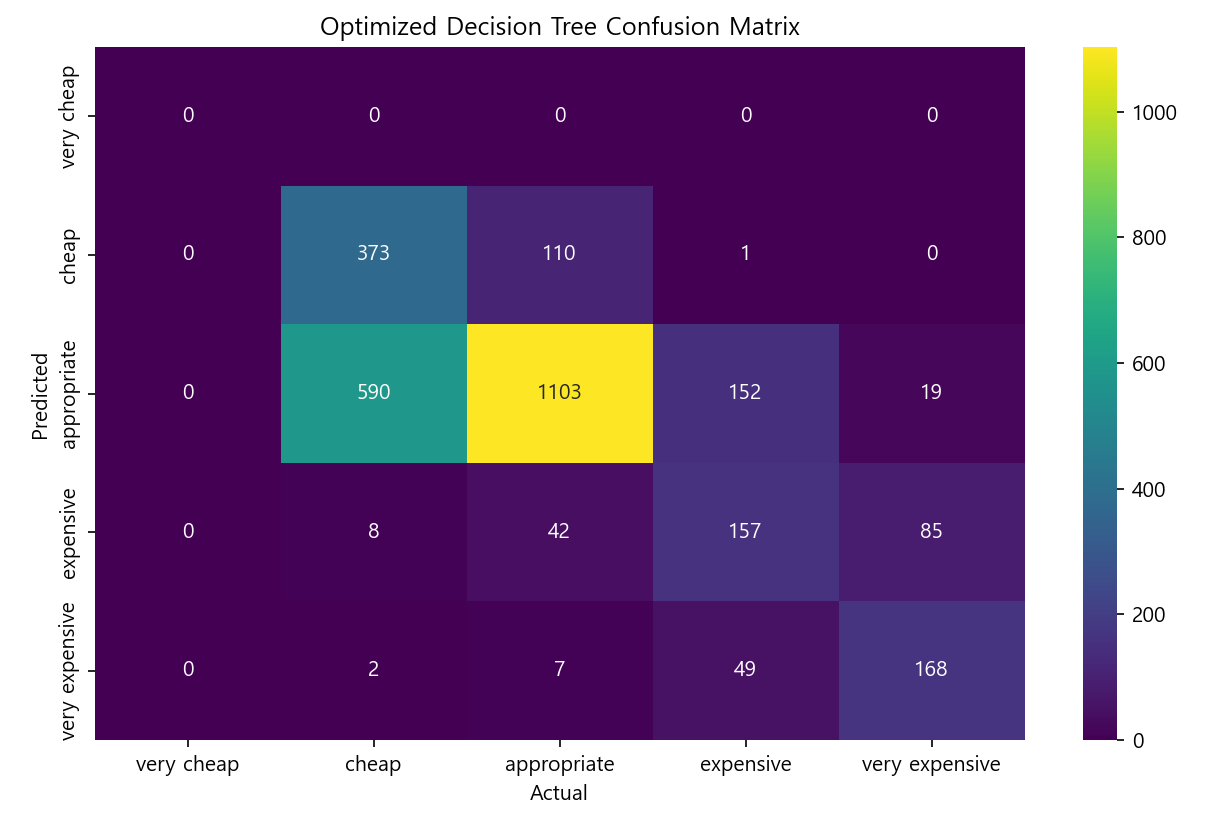 Optimized Decision Tree Confusion Matrix
Predicted
very cheap
0 0 0 0 0
cheap
0 373 110 1 0
appropriate
0 590 1103 152 19
expensive
0 8 42 157 85
very expensive
0 2 7 49 168
very cheap cheap appropriate expensive very expensive
Actual
1000
800
600
400
200
0